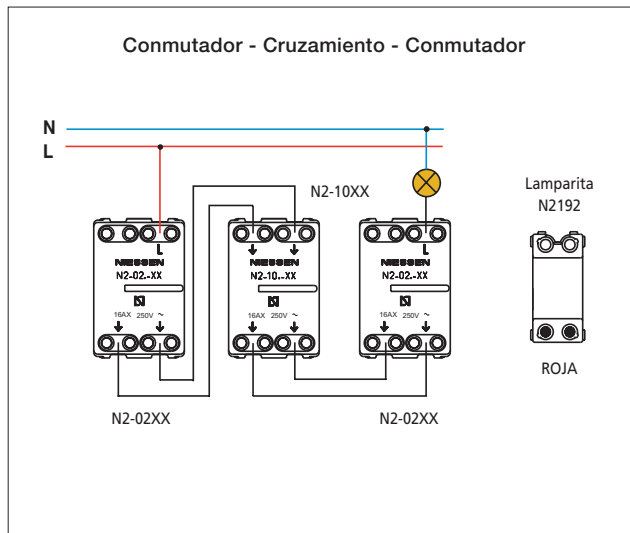 Conmutador - Cruzamiento - Conmutador
N
L
N2-10XX
Lamparita
N2192
L
NIESSEN
N2-02.-XX
16AX 250V ~
NIESSEN
N2-10.-XX
16AX 250V ~
L
NIESSEN
N2-02.-XX
16AX 250V ~
ROJA
N2-02XX
N2-02XX